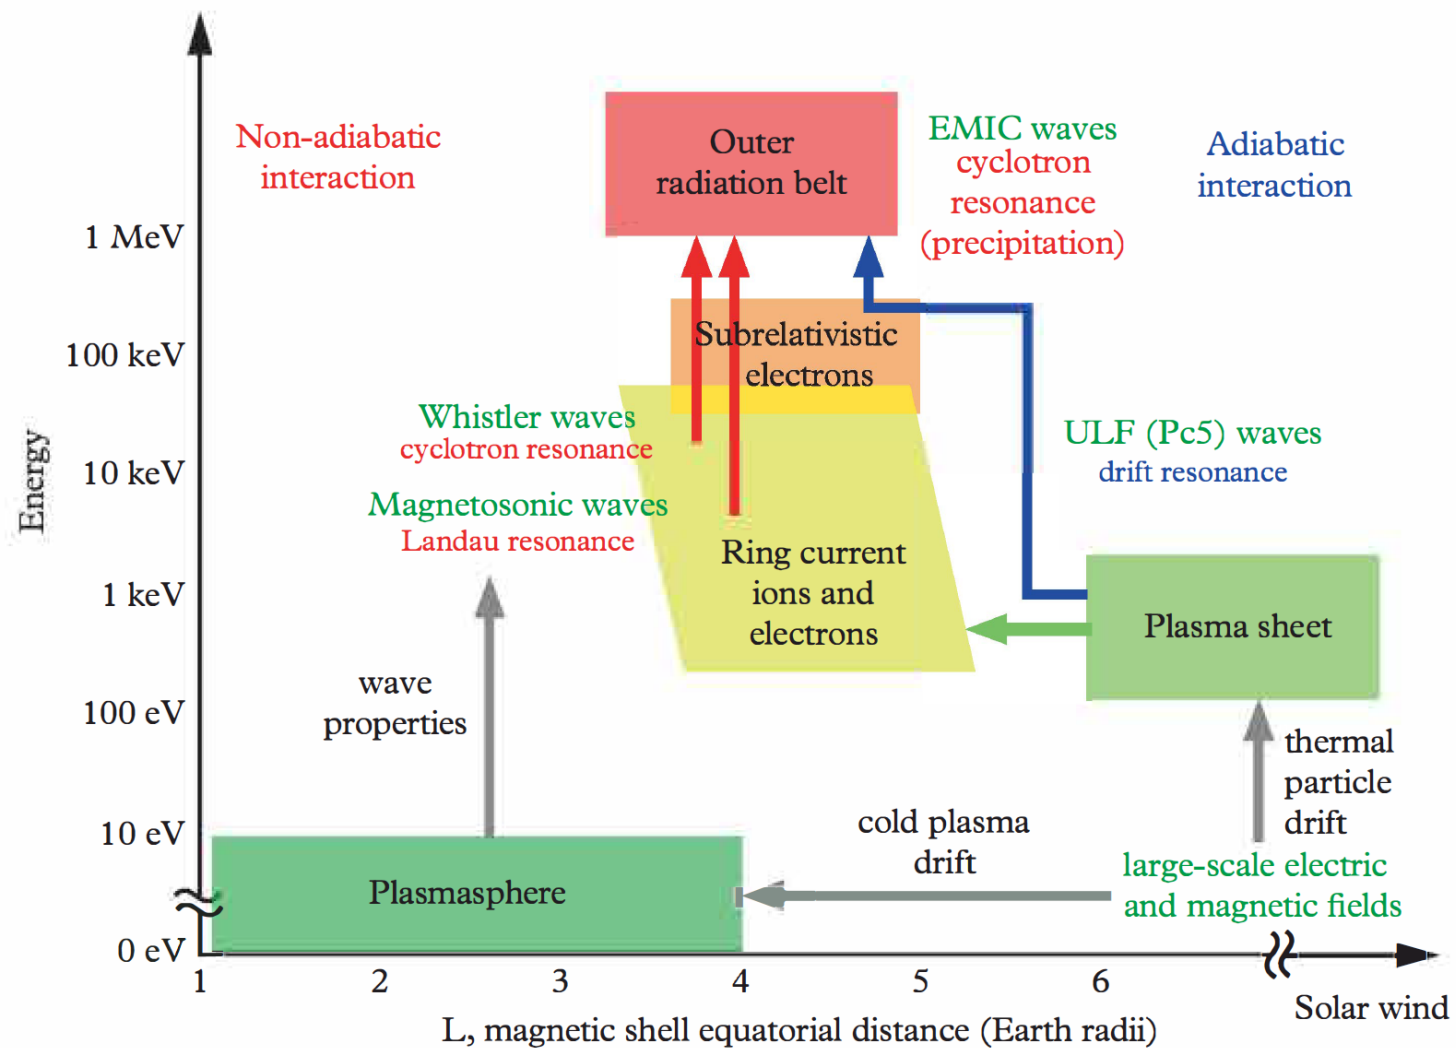 Non-adiabatic
interaction
Outer
radiation belt
EMIC waves
cyclotron
resonance
(precipitation)
Adiabatic
interaction
1 MeV
100 keV
10 keV
1 keV
100 eV
10 eV
0 eV
Energy
Subrelativistic
electrons
Whistler waves
cyclotron resonance
Magnetosonic waves
Landau resonance
ULF (Pc5) waves
drift resonance
Ring current
ions and
electrons
Plasma sheet
wave
properties
thermal
particle
drift
cold plasma
drift
large-scale electric
and magnetic fields
Plasmasphere
1 2 3 4 5 6
Solar wind
L, magnetic shell equatorial distance (Earth radii)